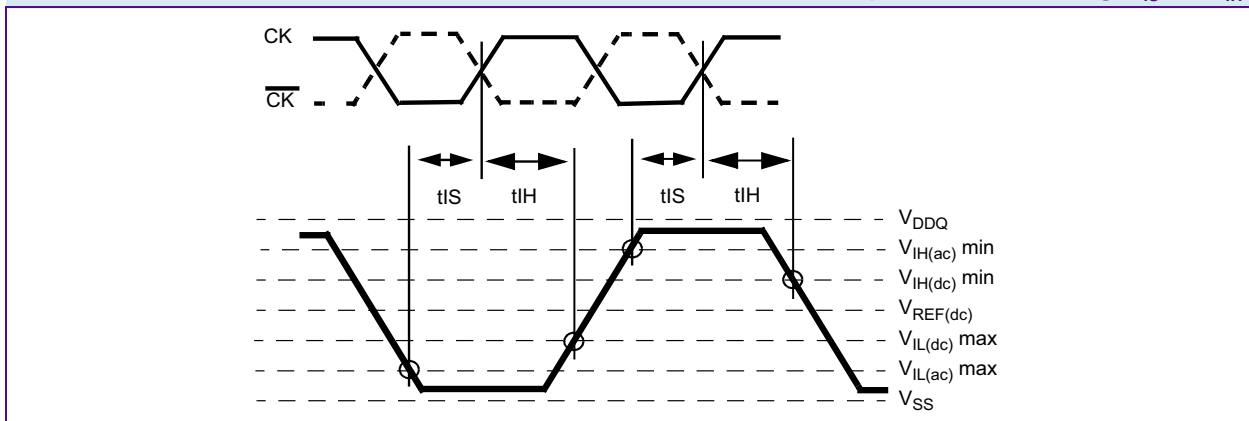 CK
CK
tIS tIH tIS tIH
VDDQ
VIH(ac) min
VIH(dc) min
VREF(dc)
VIL(dc) max
VIL(ac) max
VSS